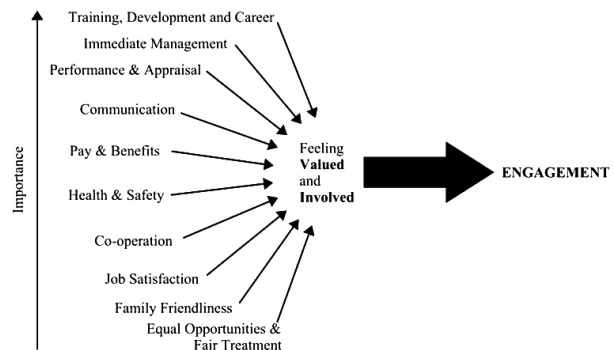 Training, Development and Career
Immediate Management
Performance & Appraisal
Communication
Pay & Benefits
Health & Safety
Co-operation
Job Satisfaction
Family Friendliness
Equal Opportunities &
Fair Treatment
Importance
Feeling
Valued
and
Involved
ENGAGEMENT